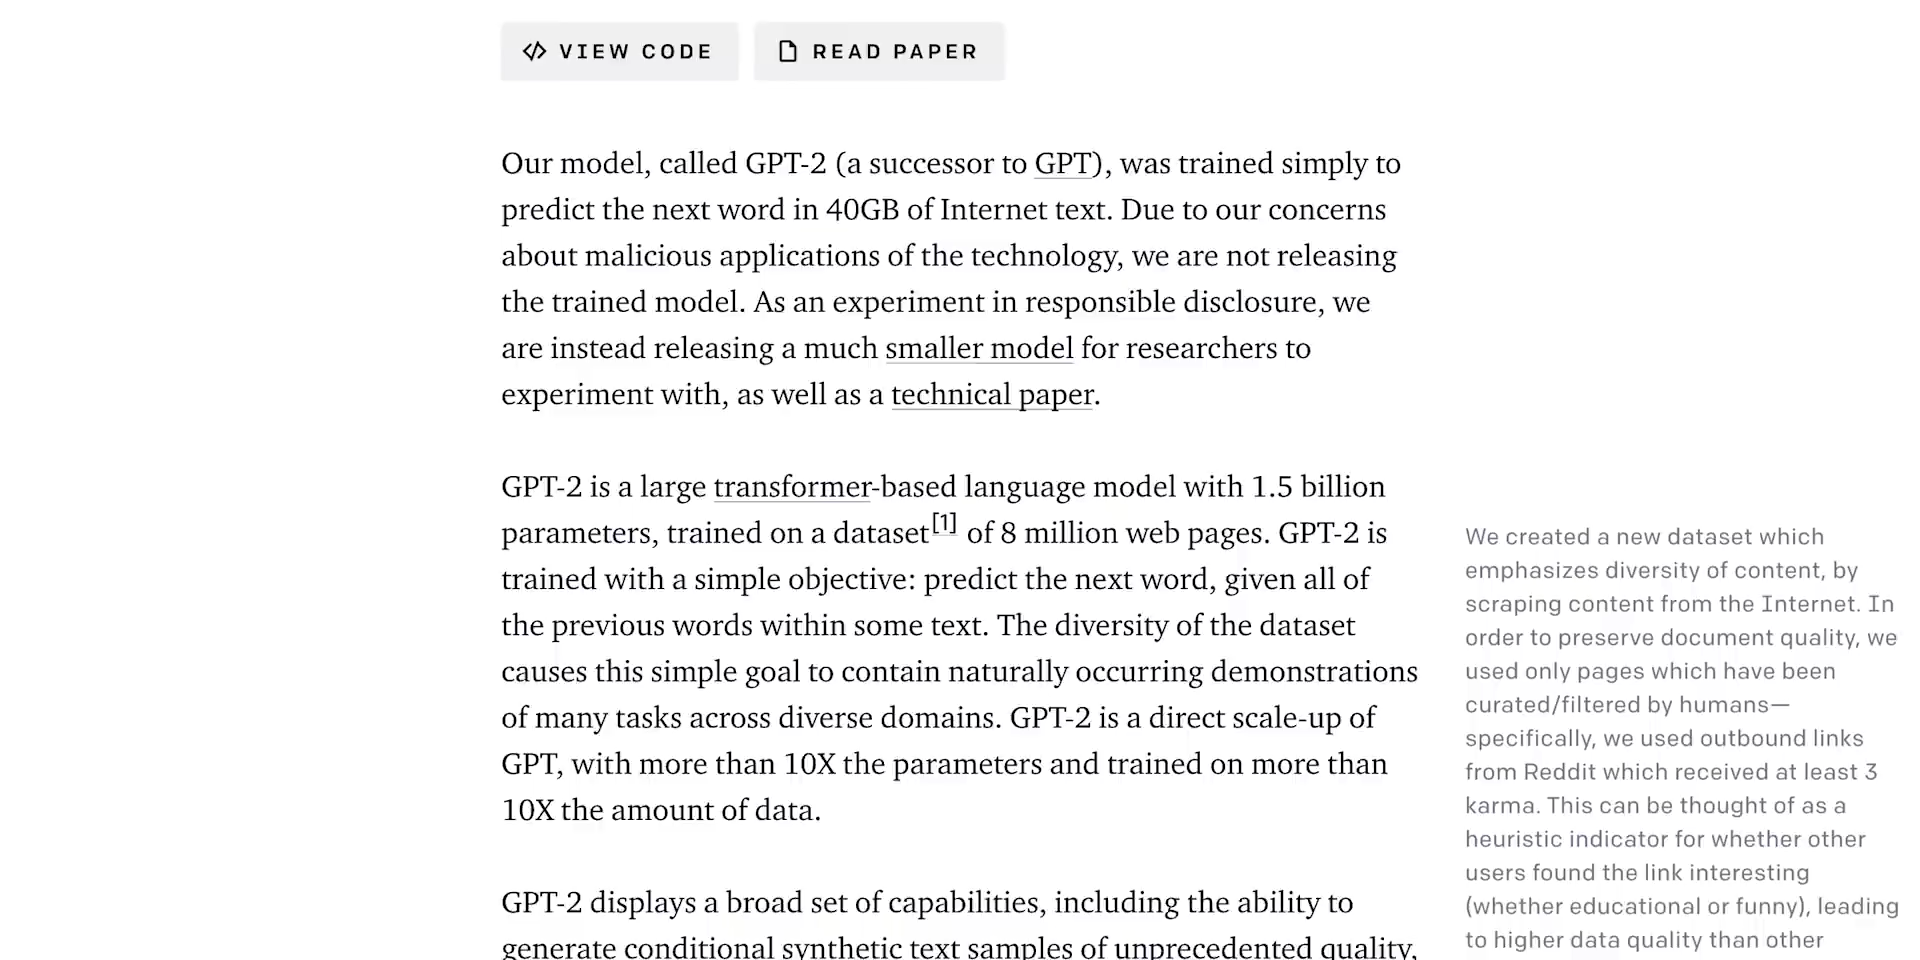 VIEW CODE
READ PAPER
Our model, called GPT-2 (a successor to GPT), was trained simply to
predict the next word in 40GB of Internet text. Due to our concerns
about malicious applications of the technology, we are not releasing
the trained model. As an experiment in responsible disclosure, we
are instead releasing a much smaller model for researchers to
experiment with, as well as a technical paper.
GPT-2 is a large transformer-based language model with 1.5 billion
parameters, trained on a dataset[1] of 8 million web pages. GPT-2 is
trained with a simple objective: predict the next word, given all of
the previous words within some text. The diversity of the dataset
causes this simple goal to contain naturally occurring demonstrations
of many tasks across diverse domains. GPT-2 is a direct scale-up of
GPT, with more than 10X the parameters and trained on more than
10X the amount of data.
GPT-2 displays a broad set of capabilities, including the ability to
generate conditional synthetic text samples of unprecedented quality,
We created a new dataset which
emphasizes diversity of content, by
scraping content from the Internet. In
order to preserve document quality, we
used only pages which have been
curated/filtered by humans—
specifically, we used outbound links
from Reddit which received at least 3
karma. This can be thought of as a
heuristic indicator for whether other
users found the link interesting
(whether educational or funny), leading
to higher data quality than other